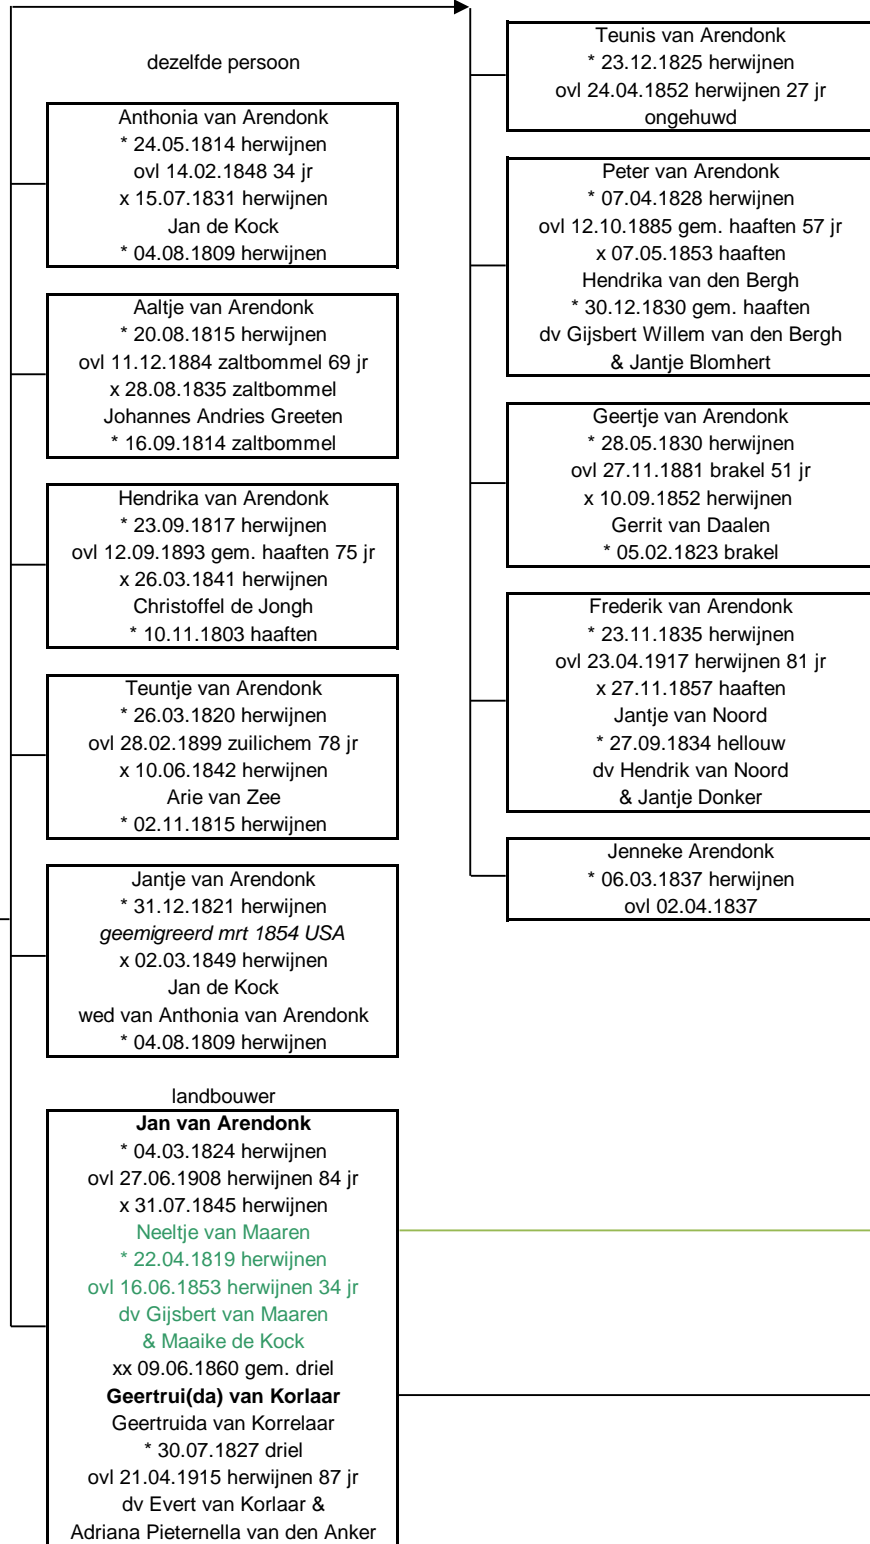 dezelfde persoon
Anthonia van Arendonk
* 24.05.1814 herwijnen
ovl 14.02.1848 34 jr
x 15.07.1831 herwijnen
Jan de Kock
* 04.08.1809 herwijnen
Aaltje van Arendonk
* 20.08.1815 herwijnen
ovl 11.12.1884 zaltbommel 69 jr
x 28.08.1835 zaltbommel
Johannes Andries Greeten
* 16.09.1814 zaltbommel
Hendrika van Arendonk
* 23.09.1817 herwijnen
ovl 12.09.1893 gem. haaften 75 jr
x 26.03.1841 herwijnen
Christoffel de Jongh
* 10.11.1803 haaften
Teuntje van Arendonk
* 26.03.1820 herwijnen
ovl 28.02.1899 zuilichem 78 jr
x 10.06.1842 herwijnen
Arie van Zee
* 02.11.1815 herwijnen
Jantje van Arendonk
* 31.12.1821 herwijnen
geemigreerd mrt 1854 USA
x 02.03.1849 herwijnen
Jan de Kock
wed van Anthonia van Arendonk
* 04.08.1809 herwijnen
landbouwer
Jan van Arendonk
* 04.03.1824 herwijnen
ovl 27.06.1908 herwijnen 84 jr
x 31.07.1845 herwijnen
Neeltje van Maaren
* 22.04.1819 herwijnen
ovl 16.06.1853 herwijnen 34 jr
dv Gijsbert van Maaren
& Maaike de Kock
xx 09.06.1860 gem. driel
Geertrui(da) van Korlaar
Geertruida van Korrelaar
* 30.07.1827 driel
ovl 21.04.1915 herwijnen 87 jr
dv Evert van Korlaar &
Adriana Pieternella van den Anker
Teunis van Arendonk
* 23.12.1825 herwijnen
ovl 24.04.1852 herwijnen 27 jr
ongehuwd
Peter van Arendonk
* 07.04.1828 herwijnen
ovl 12.10.1885 gem. haaften 57 jr
x 07.05.1853 haaften
Hendrika van den Bergh
* 30.12.1830 gem. haaften
dv Gijsbert Willem van den Bergh
& Jantje Blomhert
Geertje van Arendonk
* 28.05.1830 herwijnen
ovl 27.11.1881 brakel 51 jr
x 10.09.1852 herwijnen
Gerrit van Daalen
* 05.02.1823 brakel
Frederik van Arendonk
* 23.11.1835 herwijnen
ovl 23.04.1917 herwijnen 81 jr
x 27.11.1857 haaften
Jantje van Noord
* 27.09.1834 hellouw
dv Hendrik van Noord
& Jantje Donker
Jenneke Arendonk
* 06.03.1837 herwijnen
ovl 02.04.1837